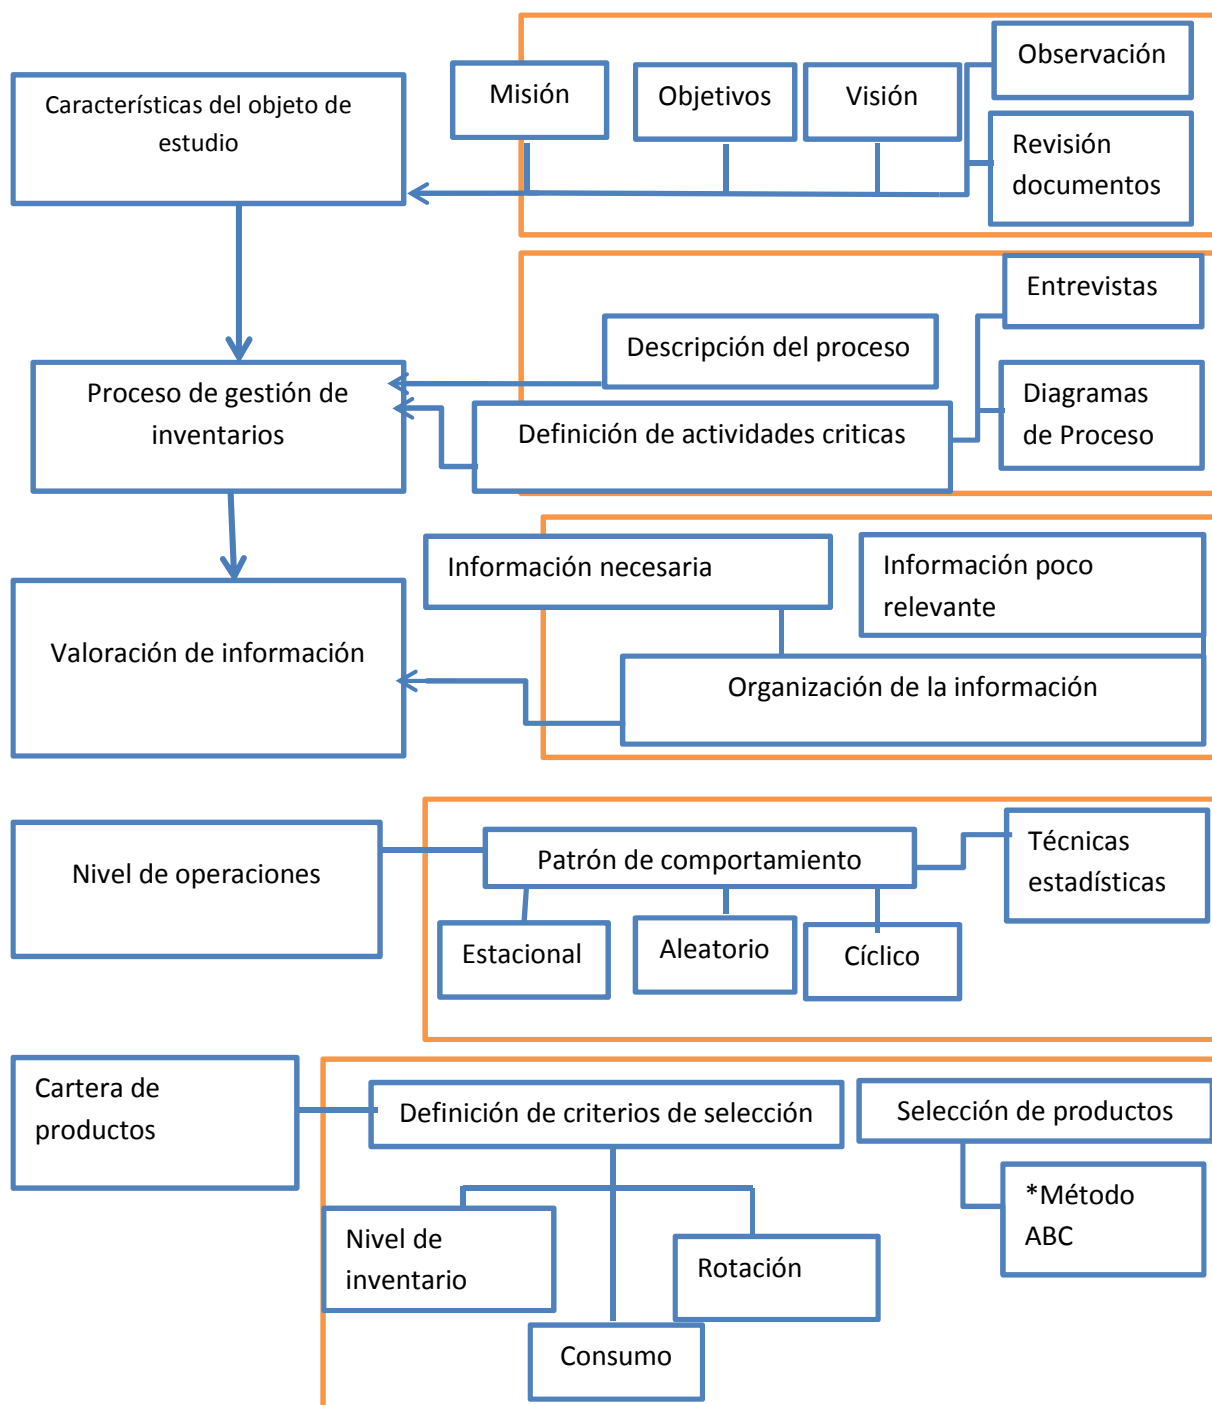 Observación
Misión
Objetivos
Visión
Características del objeto de
estudio
Revisión
documentos
Entrevistas
Descripción del proceso
Proceso de gestión de
inventarios
Diagramas
de Proceso
Definición de actividades criticas
Información necesaria
Información poco
relevante
Valoración de información
Organización de la información
Técnicas
estadísticas
Patrón de comportamiento
Nivel de operaciones
Estacional
Aleatorio
Cíclico
Cartera de
productos
Definición de criterios de selección
Selección de productos
*Método
ABC
Nivel de
inventario
Rotación
Consumo